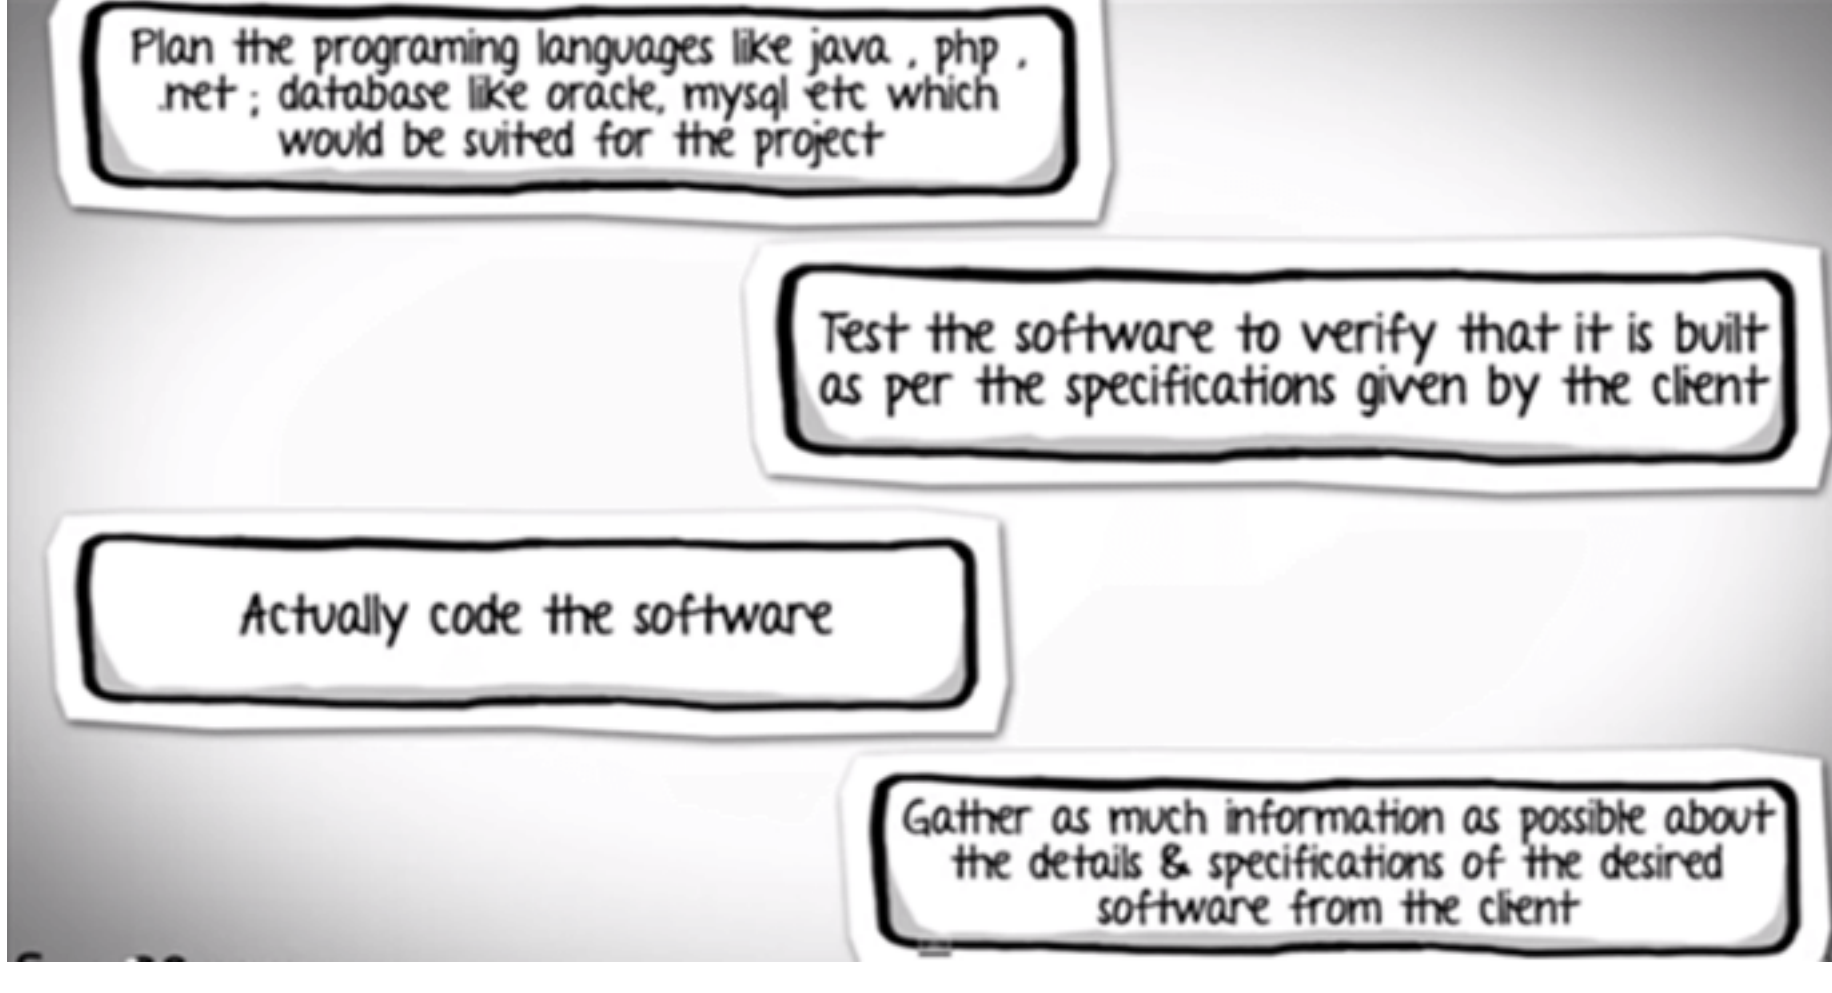 Plan the programing languages like java , php ,
.net ; database like oracle, mysql etc which
would be suited for the project
Test the software to verify that it is built
as per the specifications given by the client
Actually code the software
Gather as much information as possible about
the details & specifications of the desired
software from the client